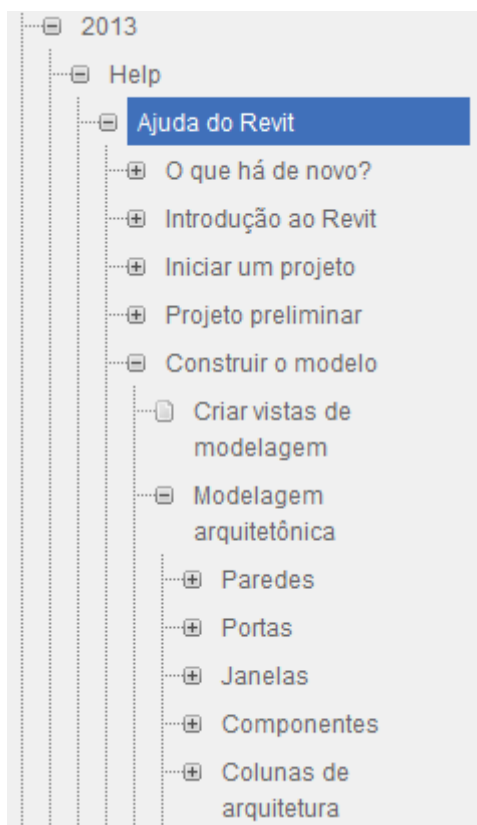 2013
Help
Ajuda do Revit
O que há de novo?
Introdução ao Revit
Iniciar um projeto
Projeto preliminar
Construir o modelo
Criar vistas de
modelagem
Modelagem
arquitetônica
Paredes
Portas
Janelas
Componentes
Colunas de
arquitetura